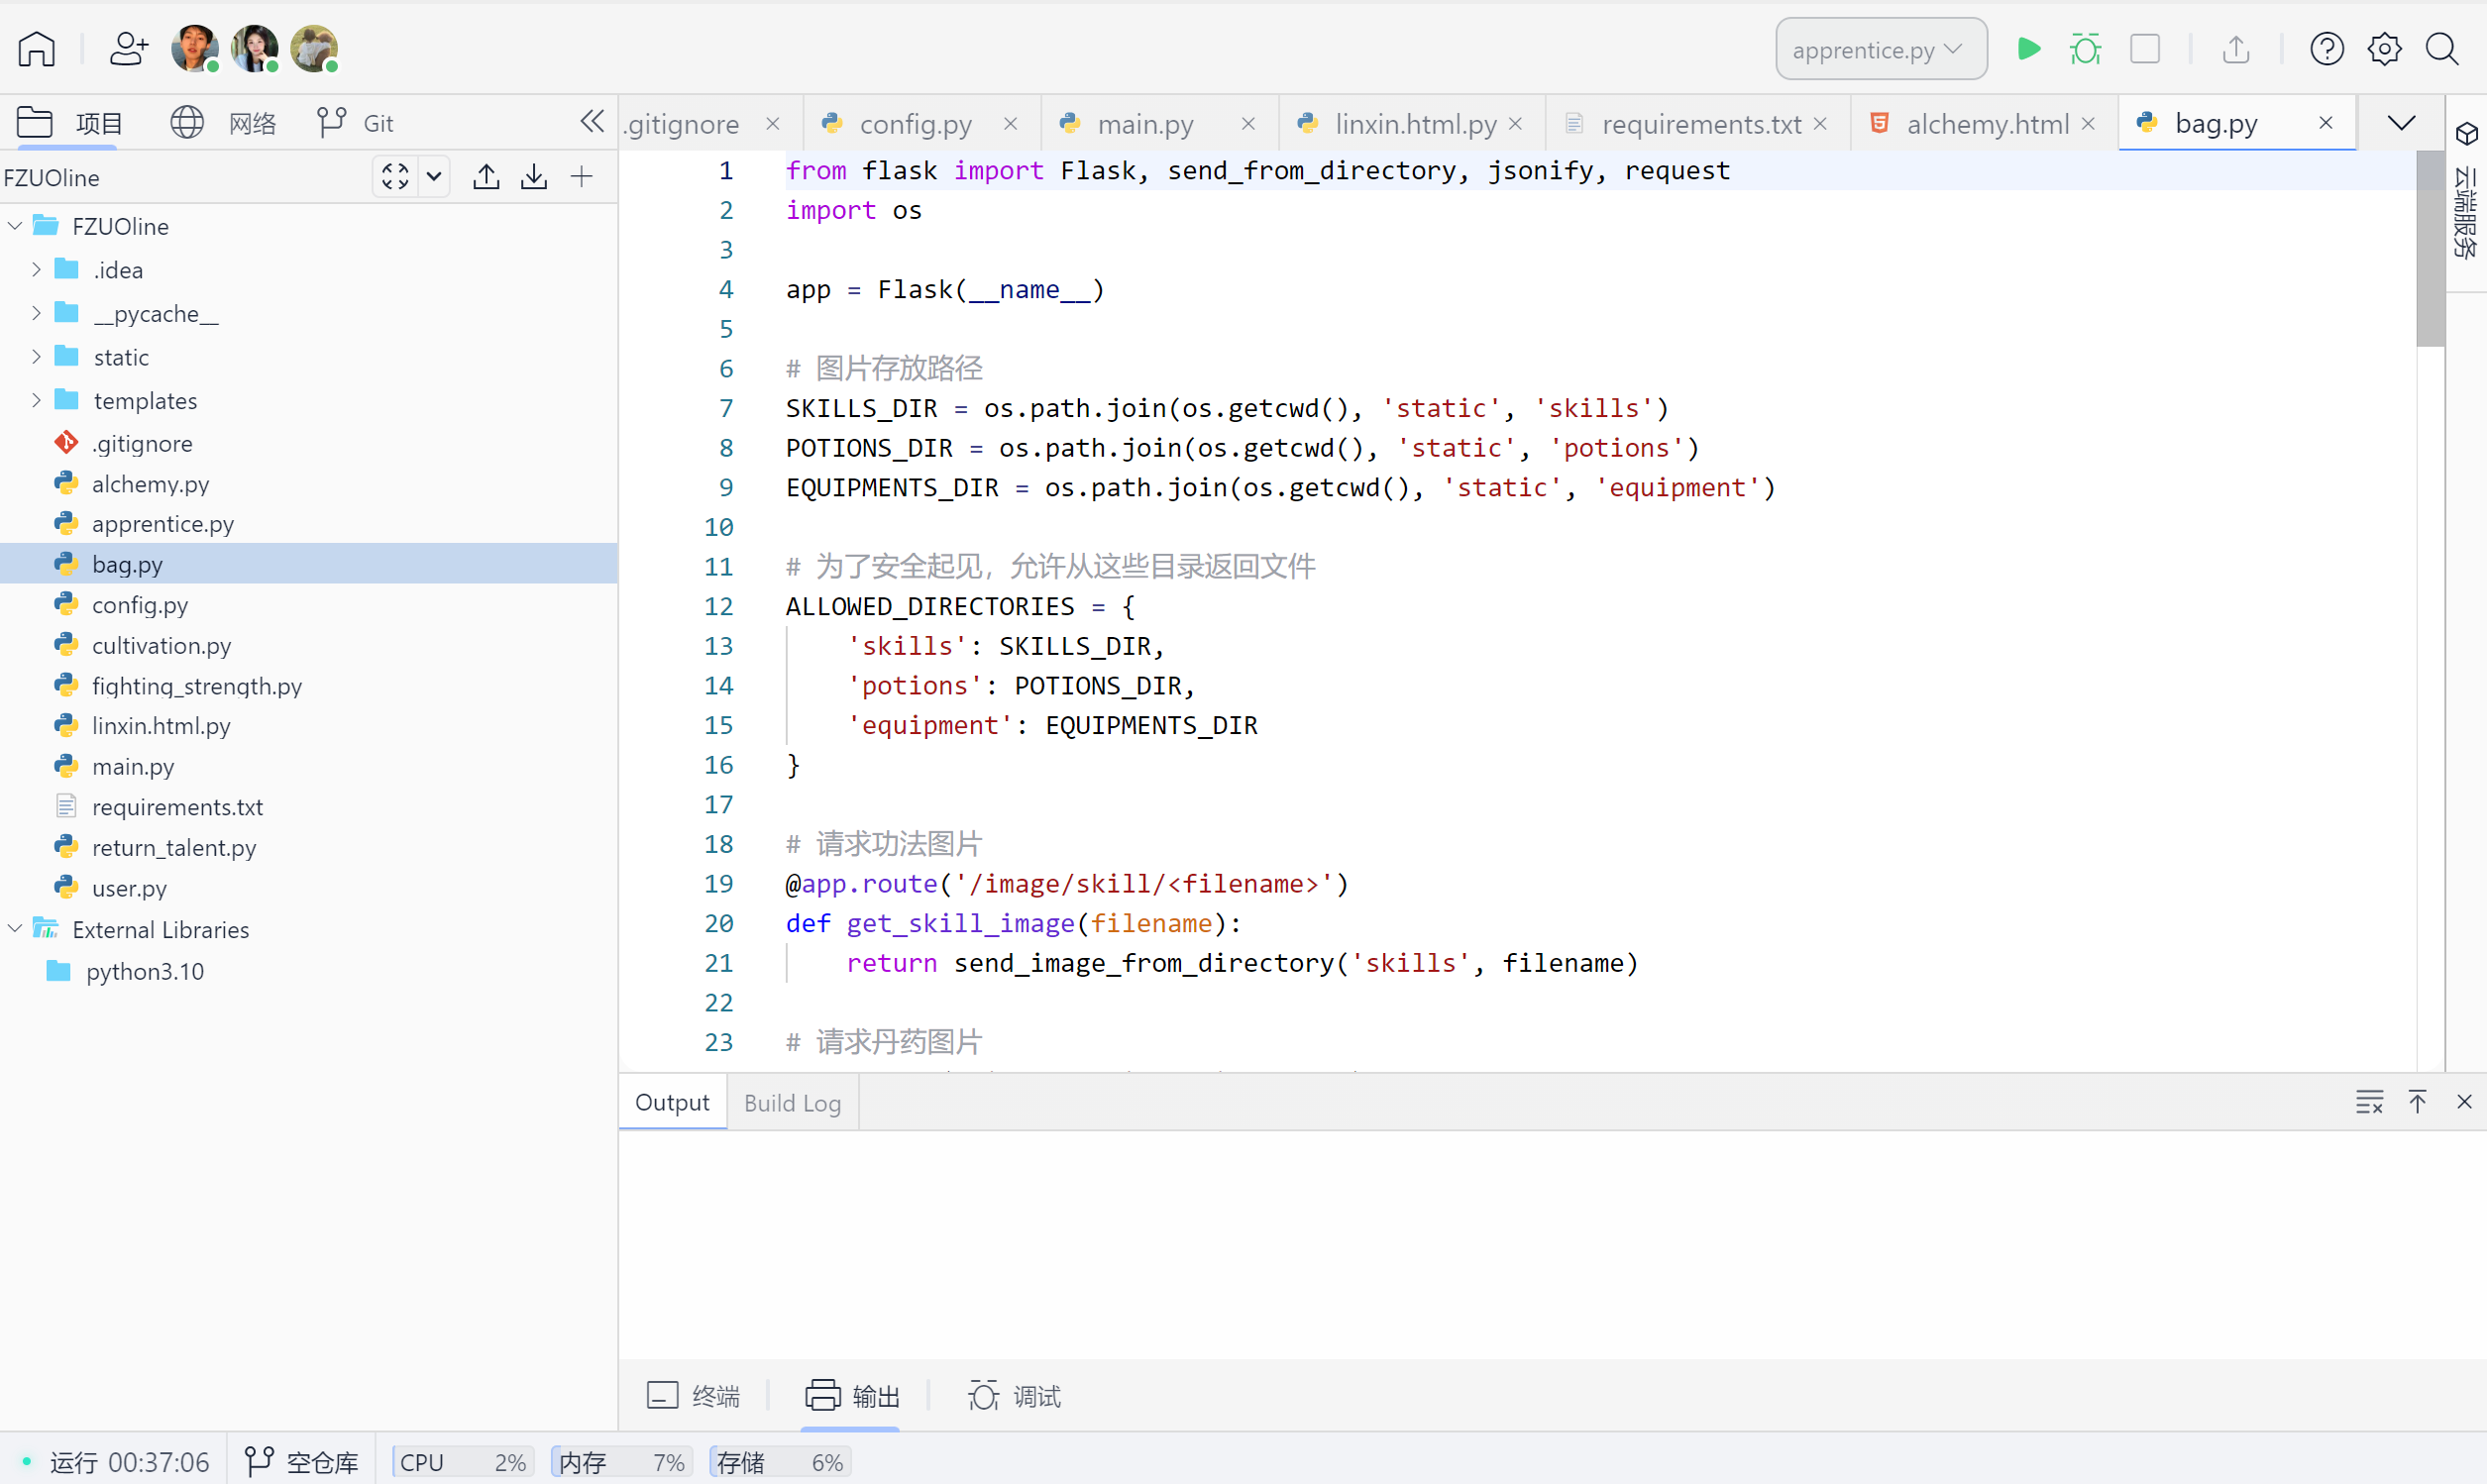 apprentice.py
项目
网络
Git
.gitignore
config.py
main.py
linxin.html.py
requirements.txt
alchemy.html
bag.py
FZUOline
FZUOline
.idea
__pycache__
static
templates
.gitignore
alchemy.py
apprentice.py
bag.py
config.py
cultivation.py
fighting_strength.py
linxin.html.py
main.py
requirements.txt
return_talent.py
user.py
External Libraries
python3.10
1 from flask import Flask, send_from_directory, jsonify, request
2 import os
3
4 app = Flask(__name__)
5
6 # 图片存放路径
7 SKILLS_DIR = os.path.join(os.getcwd(), 'static', 'skills')
8 POTIONS_DIR = os.path.join(os.getcwd(), 'static', 'potions')
9 EQUIPMENTS_DIR = os.path.join(os.getcwd(), 'static', 'equipment')
10
11 # 为了安全起见，允许从这些目录返回文件
12 ALLOWED_DIRECTORIES = {
13     'skills': SKILLS_DIR,
14     'potions': POTIONS_DIR,
15     'equipment': EQUIPMENTS_DIR
16 }
17
18 # 请求功法图片
19 @app.route('/image/skill/<filename>')
20 def get_skill_image(filename):
21     return send_image_from_directory('skills', filename)
22
23 # 请求丹药图片
云端服务
Output
Build Log
终端
输出
调试
运行 00:37:06
空仓库
CPU 2%
内存 7%
存储 6%